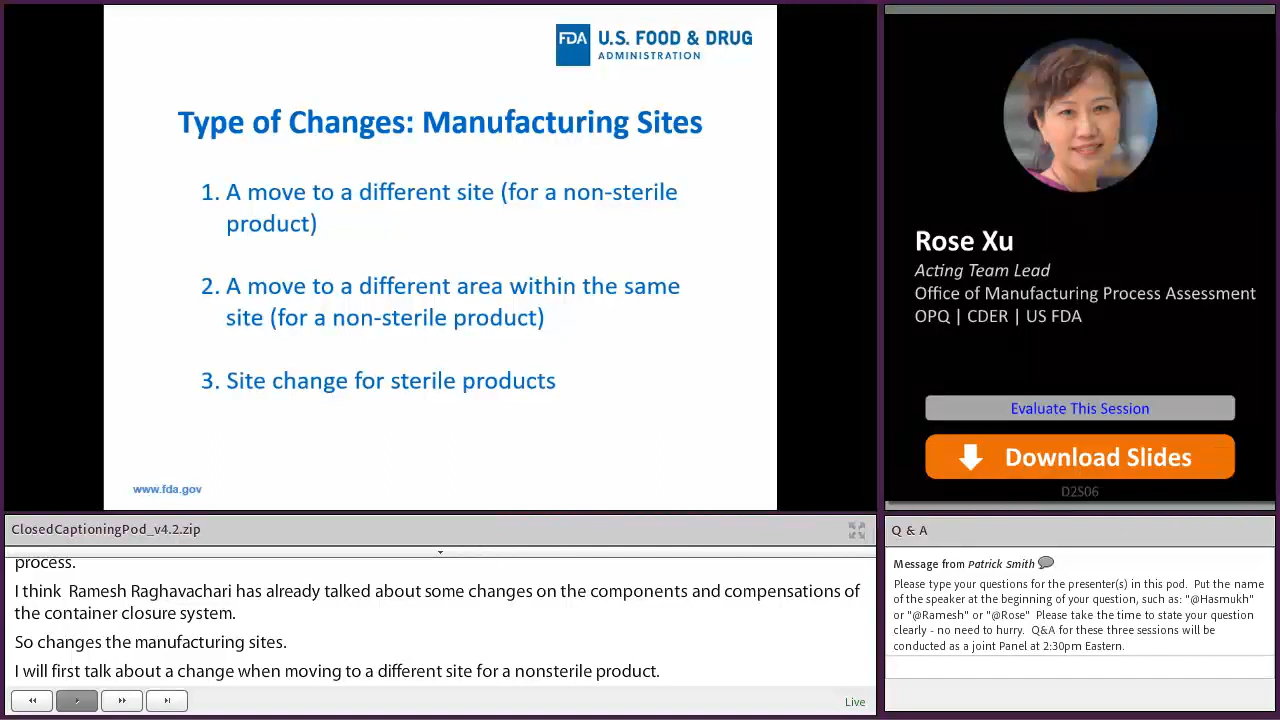 FDA U.S. FOOD & DRUG
ADMINISTRATION
Type of Changes: Manufacturing Sites
1. A move to a different site (for a non-sterile
product)
2. A move to a different area within the same
site (for a non-sterile product)
3. Site change for sterile products
www.fda.gov
Rose Xu
Acting Team Lead
Office of Manufacturing Process Assessment
OPQ | CDER | US FDA
Evaluate This Session
Download Slides
D2S06
ClosedCaptioningPod_v4.2.zip
process.
I think  Ramesh Raghavachari has already talked about some changes on the components and compensations of
the container closure system.
So changes the manufacturing sites.
I will first talk about a change when moving to a different site for a nonsterile product.
Live
Q & A
Message from Patrick Smith
Please type your questions for the presenter(s) in this pod.  Put the name
of the speaker at the beginning of your question, such as: "@Hasmukh"
or "@Ramesh" or "@Rose"  Please take the time to state your question
clearly - no need to hurry.  Q&A for these three sessions will be
conducted as a joint Panel at 2:30pm Eastern.